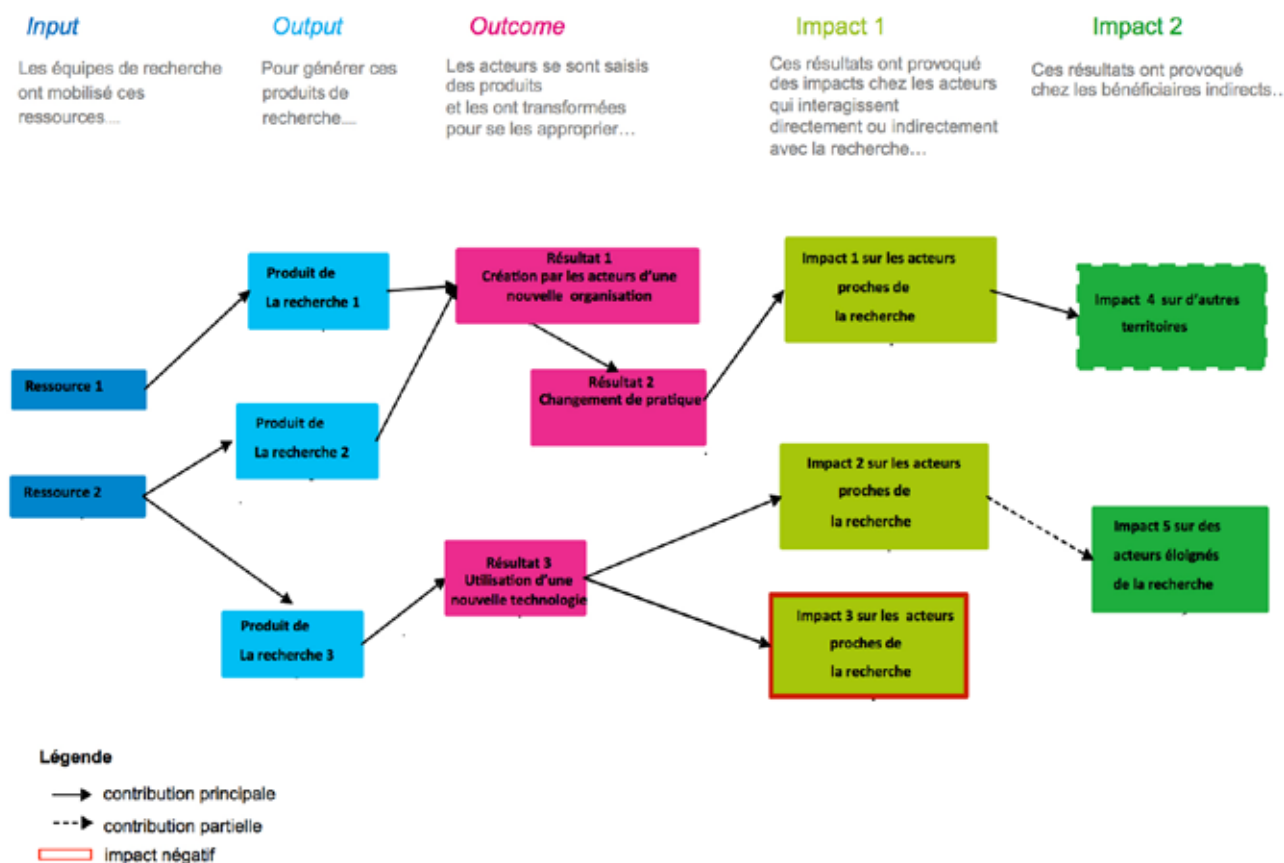 Input
Les équipes de recherche
ont mobilisé ces
ressources...
Output
Pour générer ces
produits de
recherche...
Outcome
Les acteurs se sont saisis
des produits
et les ont transformées
pour se les approprier...
Impact 1
Ces résultats ont provoqué
des impacts chez les acteurs
qui interagissent
directement ou indirectement
avec la recherche...
Impact 2
Ces résultats ont provoqué
chez les bénéficiaires indirects..
Ressource 1
Ressource 2
Produit de
La recherche 1
Produit de
La recherche 2
Produit de
La recherche 3
Résultat 1
Création par les acteurs d'une
nouvelle organisation
Résultat 2
Changement de pratique
Résultat 3
Utilisation d'une
nouvelle technologie
Impact 1 sur les acteurs
proches de
la recherche
Impact 2 sur les acteurs
proches de
la recherche
Impact 3 sur les acteurs
proches de
la recherche
Impact 4 sur d'autres
territoires
Impact 5 sur des
acteurs éloignés
de la recherche
Légende
contribution principale
contribution partielle
impact négatif